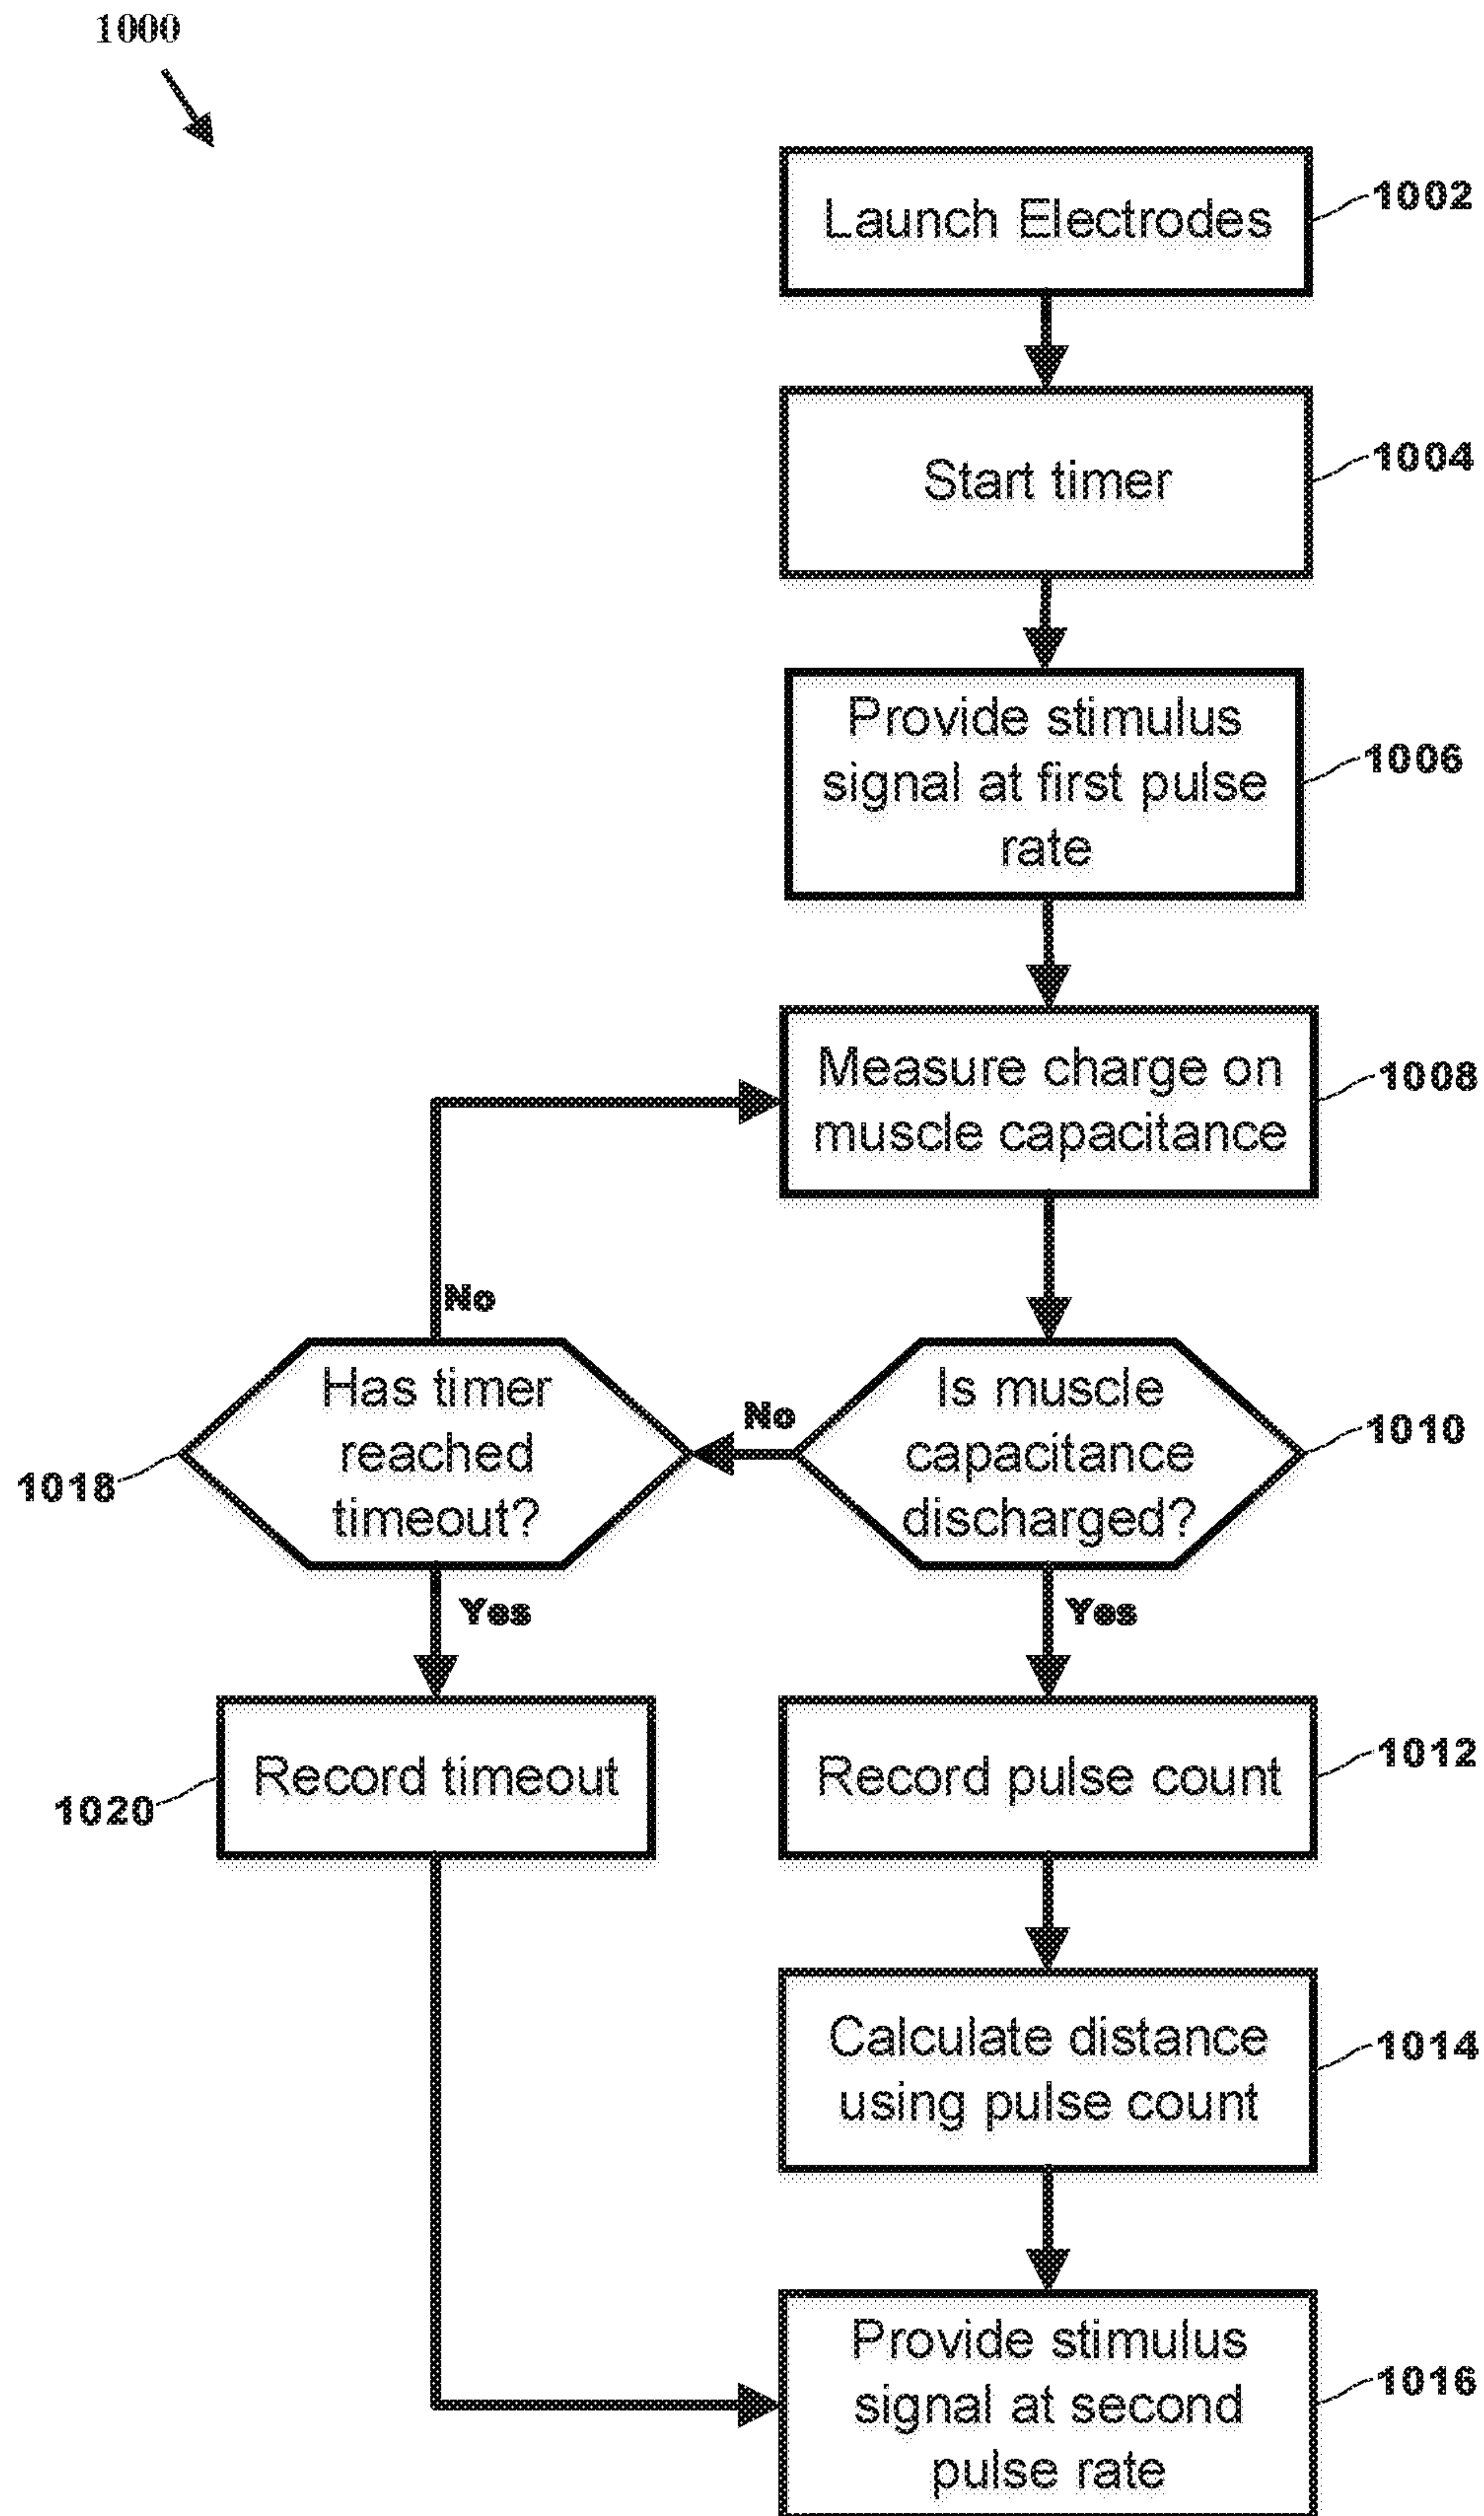 1000
Launch Electrodes
1002
Start timer
1004
Provide stimulus
signal at first pulse
rate
1006
Measure charge on
muscle capacitance
1008
No
Has timer
reached
timeout?
1018
No
Is muscle
capacitance
discharged?
1010
Yes
Yes
Record timeout
1020
Record pulse count
1012
Calculate distance
using pulse count
1014
Provide stimulus
signal at second
pulse rate
1016